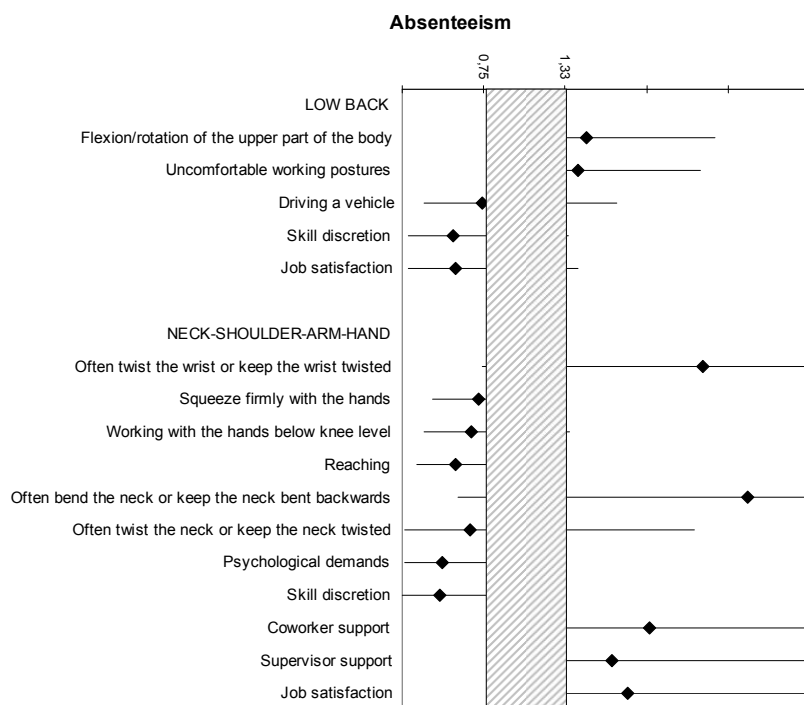 Absenteeism
0,75
1,33
LOW BACK
Flexion/rotation of the upper part of the body
Uncomfortable working postures
Driving a vehicle
Skill discretion
Job satisfaction
NECK-SHOULDER-ARM-HAND
Often twist the wrist or keep the wrist twisted
Squeeze firmly with the hands
Working with the hands below knee level
Reaching
Often bend the neck or keep the neck bent backwards
Often twist the neck or keep the neck twisted
Psychological demands
Skill discretion
Coworker support
Supervisor support
Job satisfaction